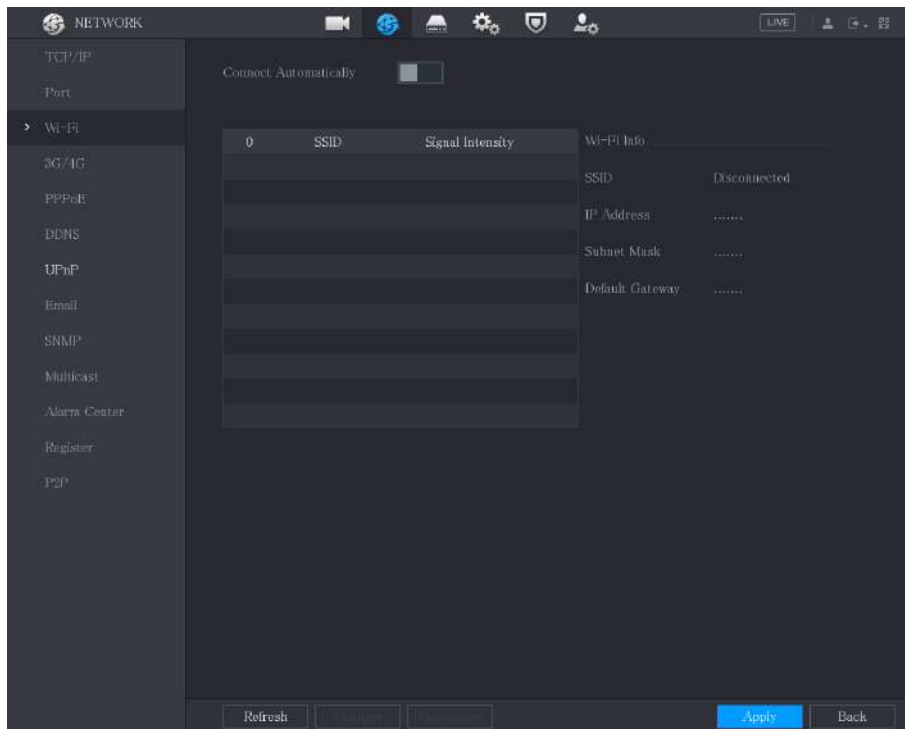 NETWORK
LIVE
TCP/IP
Port
Wi-Fi
3G/4G
PPPoE
DDNS
UPnP
Email
SNMP
Multicast
Alarm Center
Register
P2P
Connect Automatically
0 SSID Signal Intensity
Wi-Fi Info
SSID Disconnected
IP Address .......
Subnet Mask .......
Default Gateway .......
Refresh
Apply Back